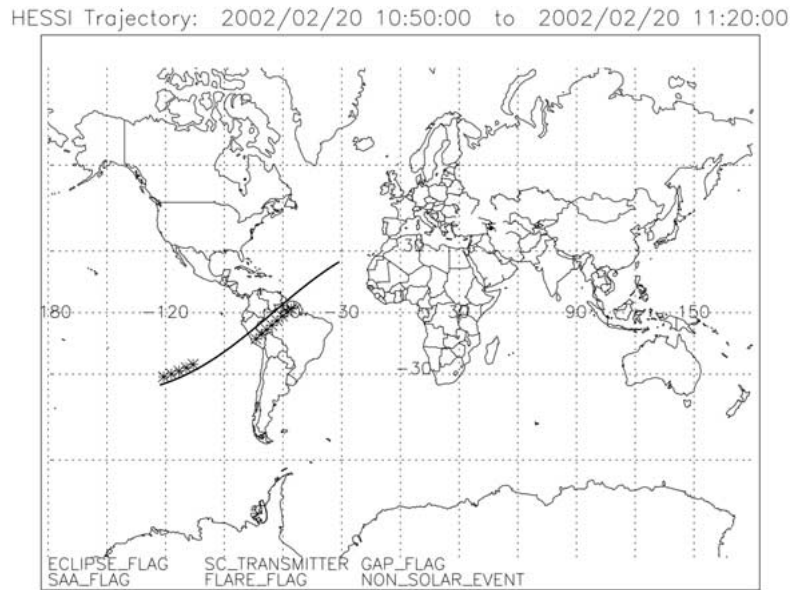 HESSI Trajectory: 2002/02/20 10:50:00 to 2002/02/20 11:20:00
30
180 -120 -30 30 90 150
-30
ECLIPSE_FLAG SC_TRANSMITTER GAP_FLAG
SAA_FLAG FLARE_FLAG NON_SOLAR_EVENT